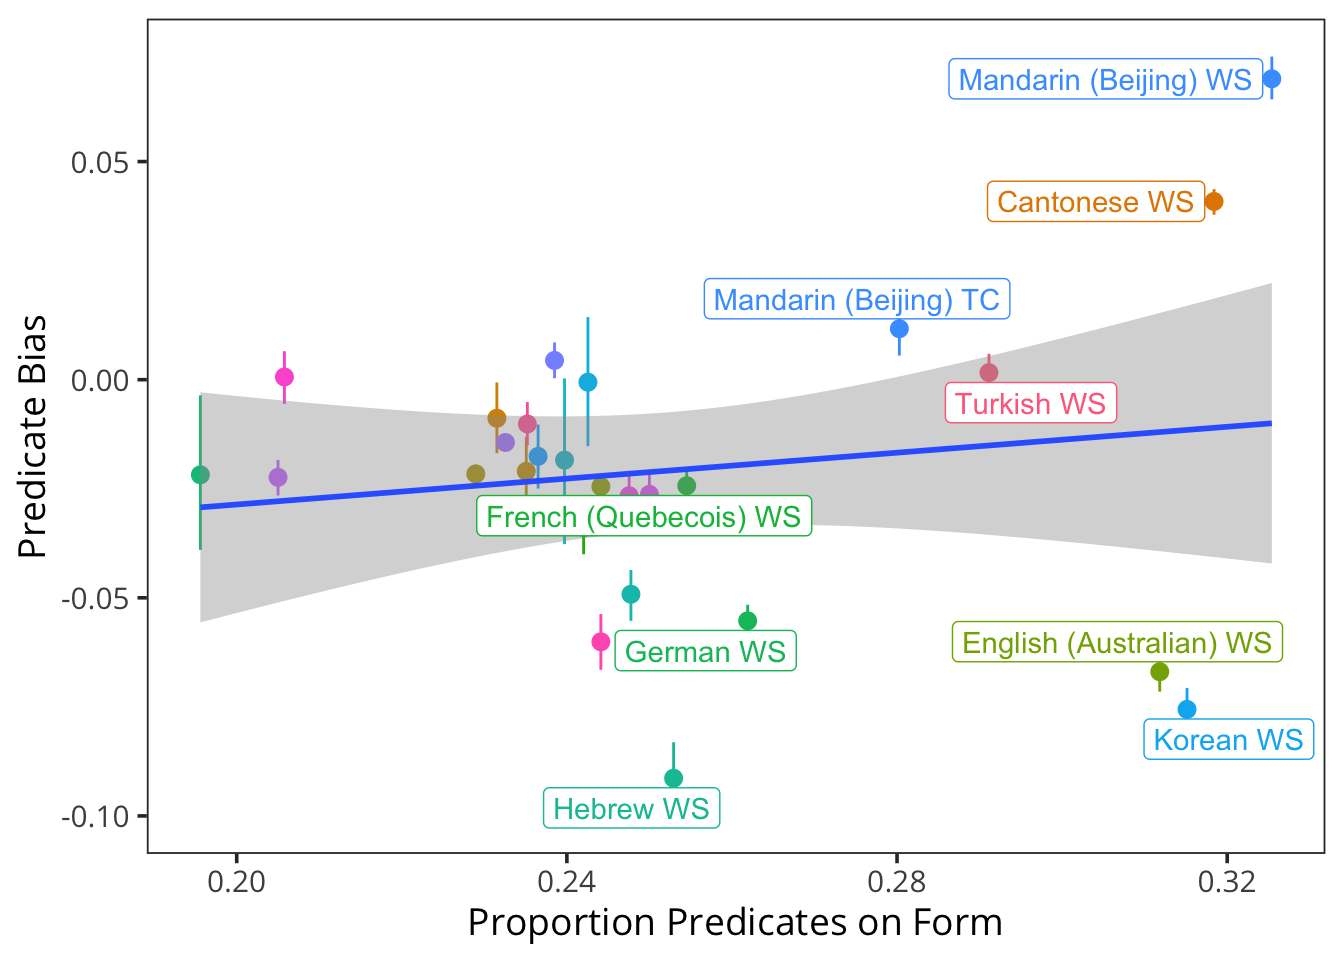 Mandarin (Beijing) WS
0.05
Cantonese WS
Mandarin (Beijing) TC
0.00
Turkish WS
Predicate Bias
French (Quebecois) WS
-0.05
German WS
English (Australian) WS
Korean WS
Hebrew WS
-0.10
0.20 0.24 0.28 0.32
Proportion Predicates on Form